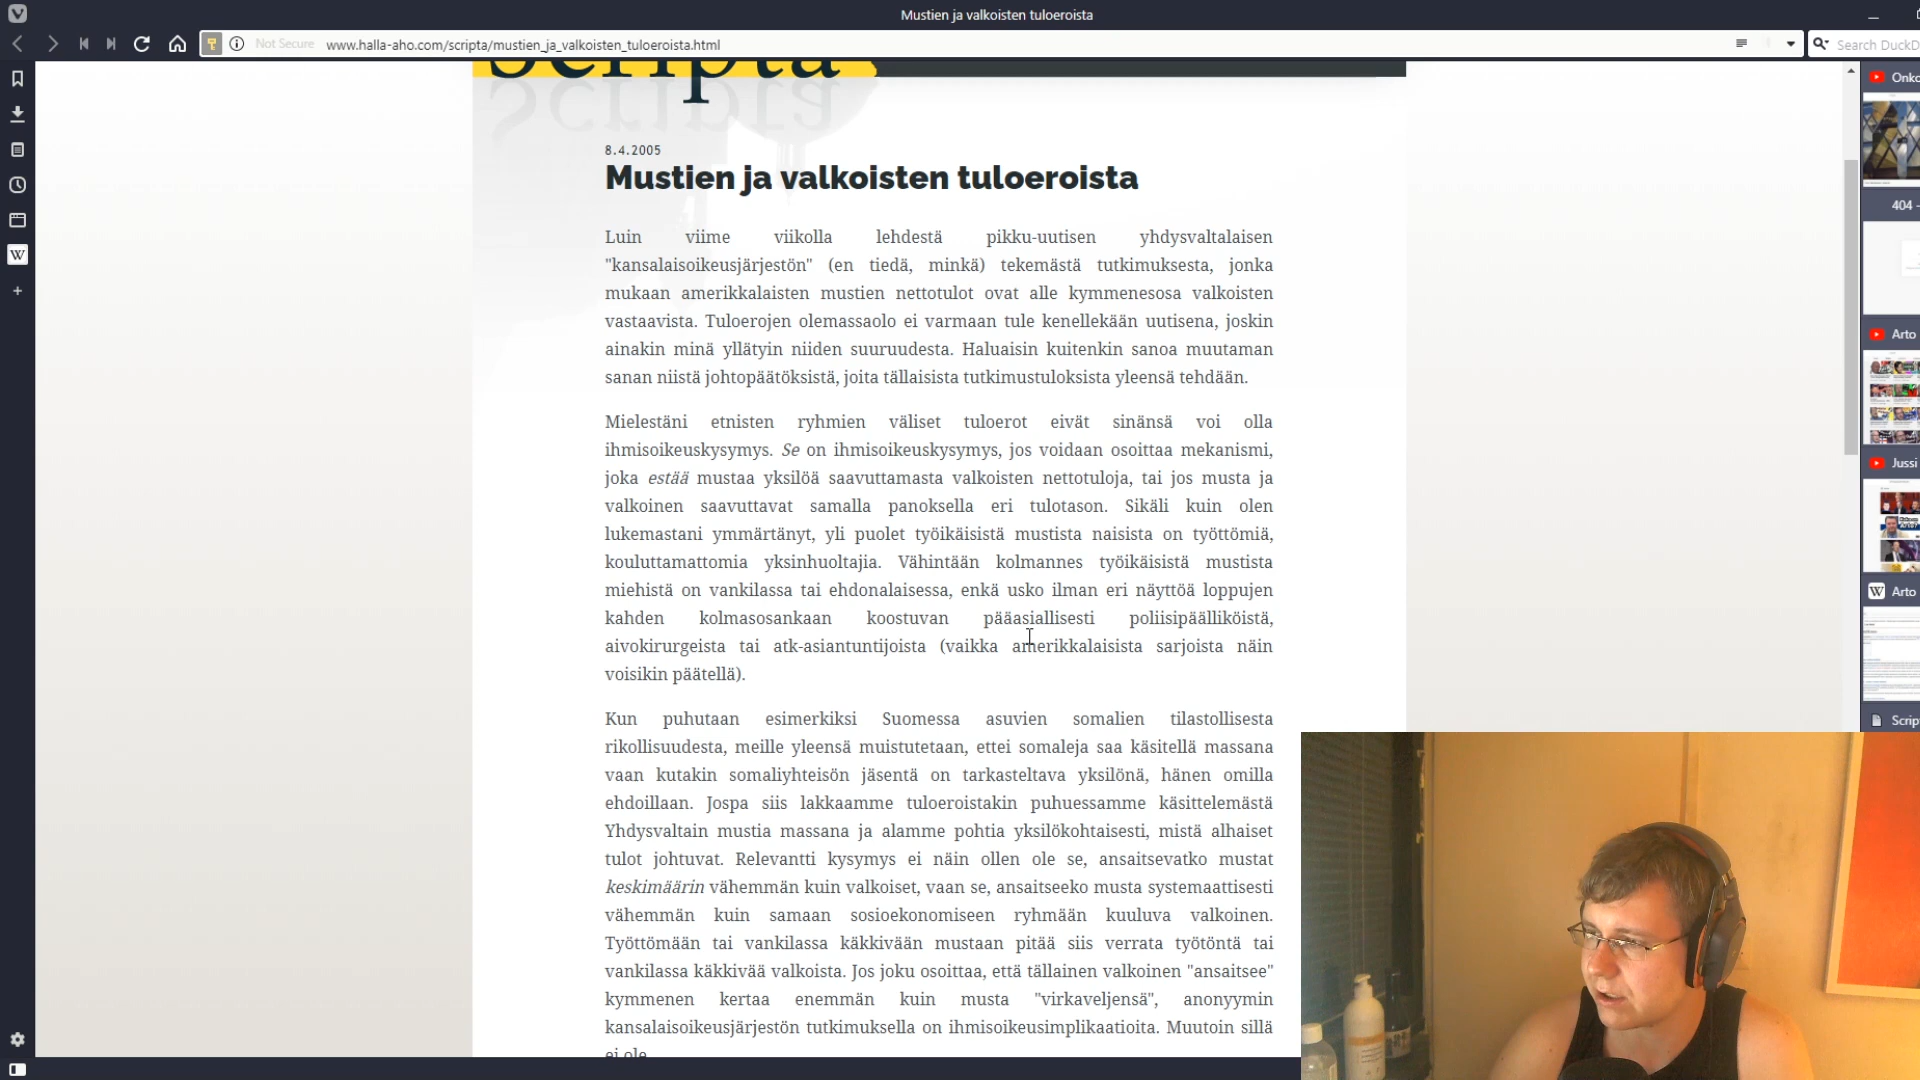 Mustien ja valkoisten tuloeroista
Not Secure
www.halla-aho.com/scripta/mustien_ja_valkoisten_tuloeroista.html
Search DuckD
Scripta
8.4.2005
Mustien ja valkoisten tuloeroista
Luin viime viikolla lehdestä pikku-uutisen yhdysvaltalaisen
"kansalaisoikeusjärjestön" (en tiedä, minkä) tekemästä tutkimuksesta, jonka
mukaan amerikkalaisten mustien nettotulot ovat alle kymmenesosa valkoisten
vastaavista. Tuloerojen olemassaolo ei varmaan tule kenellekään uutisena, joskin
ainakin minä yllätyin niiden suuruudesta. Haluaisin kuitenkin sanoa muutaman
sanan niistä johtopäätöksistä, joita tällaisista tutkimustuloksista yleensä tehdään.
Mielestäni etnisten ryhmien väliset tuloerot eivät sinänsä voi olla
ihmisoikeuskysymys. Se on ihmisoikeuskysymys, jos voidaan osoittaa mekanismi,
joka estää mustaa yksilöä saavuttamasta valkoisten nettotuloja, tai jos musta ja
valkoinen saavuttavat samalla panoksella eri tulotason. Sikäli kuin olen
lukemastani ymmärtänyt, yli puolet työikäisistä mustista naisista on työttömiä,
kouluttamattomia yksinhuoltajia. Vähintään kolmannes työikäisistä mustista
miehistä on vankilassa tai ehdonalaisessa, enkä usko ilman eri näyttöä loppujen
kahden kolmasosankaan koostuvan pääasiallisesti poliisipäälliköistä,
aivokirurgeista tai atk-asiantuntijoista (vaikka amerikkalaisista sarjoista näin
voisikin päätellä).
Kun puhutaan esimerkiksi Suomessa asuvien somalien tilastollisesta
rikollisuudesta, meille yleensä muistutetaan, ettei somaleja saa käsitellä massana
vaan kutakin somaliyhteisön jäsentä on tarkasteltava yksilönä, hänen omilla
ehdoillaan. Jospa siis lakkaamme tuloeroistakin puhuessamme käsittelemästä
Yhdysvaltain mustia massana ja alamme pohtia yksilökohtaisesti, mistä alhaiset
tulot johtuvat. Relevantti kysymys ei näin ollen ole se, ansaitsevatko mustat
keskimäärin vähemmän kuin valkoiset, vaan se, ansaitseeko musta systemaattisesti
vähemmän kuin samaan sosioekonomiseen ryhmään kuuluva valkoinen.
Työttömään tai vankilassa käkkivään mustaan pitää siis verrata työtöntä tai
vankilassa käkkivää valkoista. Jos joku osoittaa, että tällainen valkoinen "ansaitsee"
kymmenen kertaa enemmän kuin musta "virkaveljensä", anonyymin
kansalaisoikeusjärjestön tutkimuksella on ihmisoikeusimplikaatioita. Muutoin sillä
ei ole
Onko
404 -
Arto
Jussi
Arto
Scrip